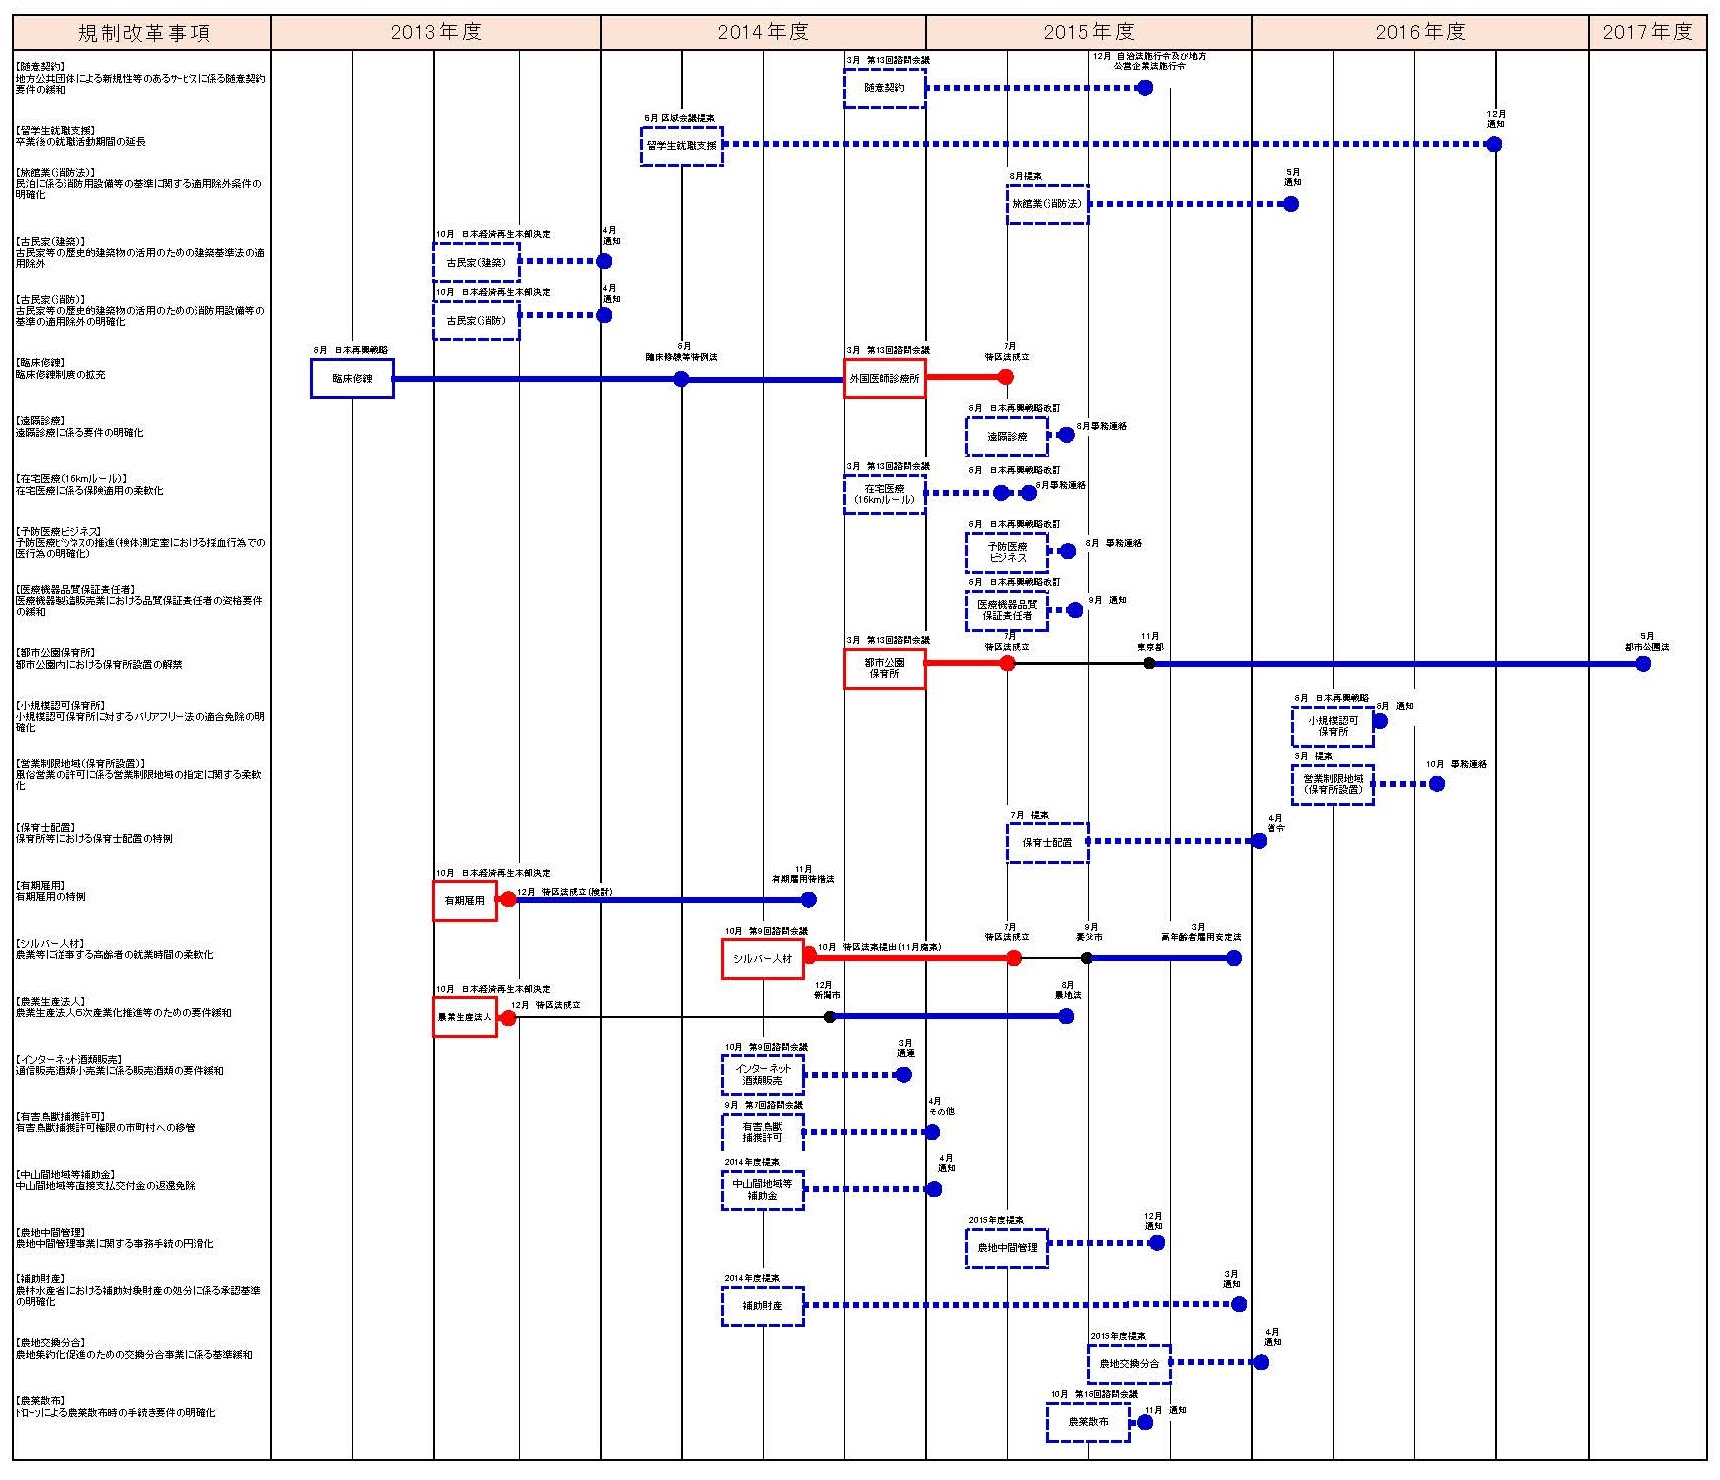 規制改革事項
2013年度
2014年度
2015年度
2016年度
2017年度
【随意契約】
地方公共団体による新規性等のあるサービスに係る随意契約
要件の緩和
3月 第13回諮問会議
随意契約
12月 自治法施行令及び地方
公営企業法施行令
【留学生就職支援】
卒業後の就職活動期間の延長
6月 区域会議提案
留学生就職支援
12月
通知
【旅館業（消防法）】
民泊に係る消防用設備等の基準に関する適用除外条件の
明確化
8月提案
旅館業（消防法）
5月
通知
【古民家（建築）】
古民家等の歴史的建築物の活用のための建築基準法の適
用除外
10月 日本経済再生本部決定
古民家（建築）
4月
通知
【古民家（消防）】
古民家等の歴史的建築物の活用のための消防用設備等の
基準の適用除外の明確化
10月 日本経済再生本部決定
古民家（消防）
4月
通知
【臨床修練】
臨床修練制度の拡充
6月 日本再興戦略
臨床修練
6月
臨床修練等特例法
3月 第13回諮問会議
外国医師診療所
7月
特区法成立
【遠隔診療】
遠隔診療に係る要件の明確化
6月 日本再興戦略改訂
遠隔診療
8月事務連絡
【在宅医療（16kmルール）】
在宅医療に係る保険適用の柔軟化
3月 第13回諮問会議
在宅医療
（16kmルール）
6月 日本再興戦略改訂
6月事務連絡
【予防医療ビジネス】
予防医療ビジネスの推進（検体測定室における採血行為での
医行為の明確化）
6月 日本再興戦略改訂
予防医療
ビジネス
8月 事務連絡
【医療機器品質保証責任者】
医療機器製造販売業における品質保証責任者の資格要件
の緩和
6月 日本再興戦略改訂
医療機器品質
保証責任者
9月 通知
【都市公園保育所】
都市公園内における保育所設置の解禁
3月 第13回諮問会議
都市公園
保育所
7月
特区法成立
11月
東京都
5月
都市公園法
【小規模認可保育所】
小規模認可保育所に対するバリアフリー法の適合免除の明
確化
6月 日本再興戦略
小規模認可
保育所
6月 通知
【営業制限地域（保育所設置）】
風俗営業の許可に係る営業制限地域の指定に関する柔軟
化
5月 提案
営業制限地域
（保育所設置）
10月 事務連絡
【保育士配置】
保育所等における保育士配置の特例
7月 提案
保育士配置
4月
省令
【有期雇用】
有期雇用の特例
10月 日本経済再生本部決定
有期雇用
12月 特区法成立（検討）
11月
有期雇用特措法
【シルバー人材】
農業等に従事する高齢者の就業時間の柔軟化
10月 第9回諮問会議
シルバー人材
10月 特区法案提出（11月廃案）
7月
特区法成立
9月
養父市
3月
高年齢者雇用安定法
【農業生産法人】
農業生産法人6次産業化推進等のための要件緩和
10月 日本経済再生本部決定
農業生産法人
12月 特区法成立
12月
新潟市
8月
農地法
【インターネット酒類販売】
通信販売酒類小売業に係る販売酒類の要件緩和
10月 第9回諮問会議
インターネット
酒類販売
3月
通達
【有害鳥獣捕獲許可】
有害鳥獣捕獲許可権限の市町村への移管
9月 第7回諮問会議
有害鳥獣
捕獲許可
4月
その他
【中山間地域等補助金】
中山間地域等直接支払交付金の返還免除
2014年度提案
中山間地域等
補助金
4月
通知
【農地中間管理】
農地中間管理事業に関する事務手続の円滑化
2015年度提案
農地中間管理
12月
通知
【補助財産】
農林水産省における補助対象財産の処分に係る承認基準
の明確化
2014年度提案
補助財産
3月
通知
【農地交換分合】
農地集約化促進のための交換分合事業に係る基準緩和
2015年度提案
農地交換分合
4月
通知
【農薬散布】
ドローンによる農薬散布時の手続き要件の明確化
10月 第16回諮問会議
農薬散布
11月 通知